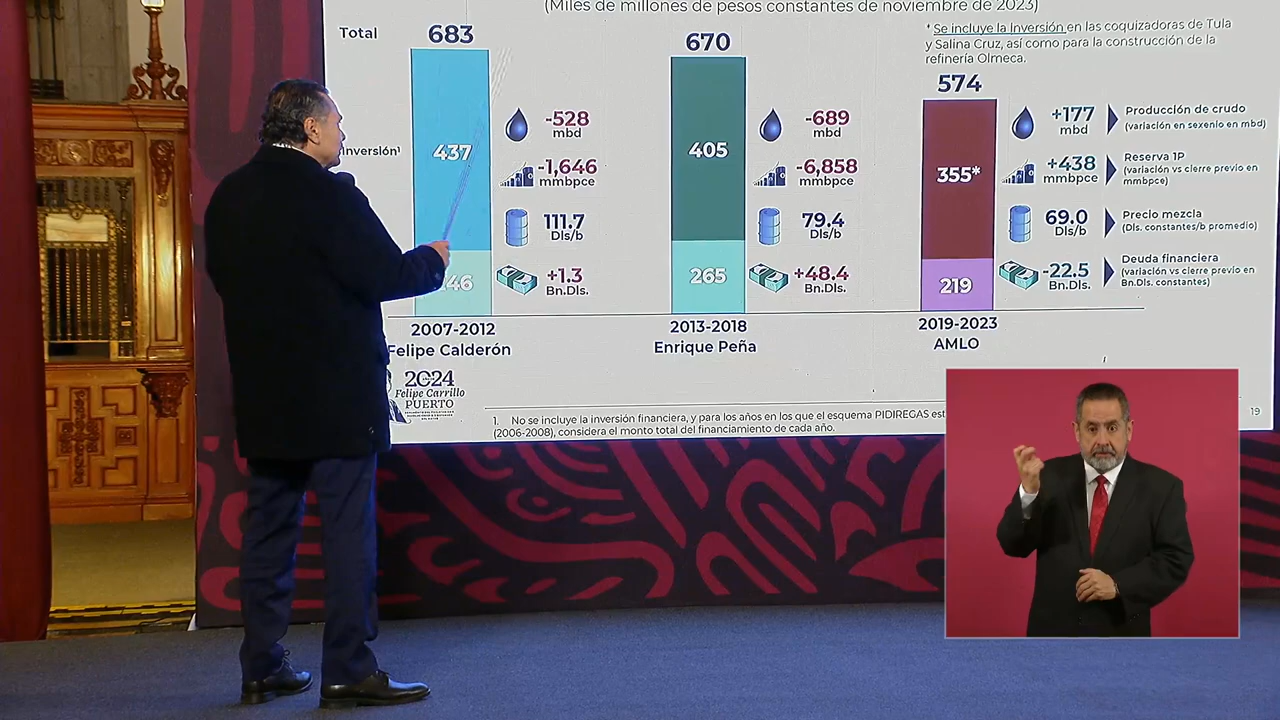 (Miles de millones de pesos constantes de noviembre de 2023)
Total
683
670
574
* Se incluye la Inversión en las coquizadoras de Tula
y Salina Cruz, así como para la construcción de la
refinería Olmeca.
Inversión¹
437
-528
mbd
-1,646
mmbpce
111.7
Dls/b
46
+1.3
Bn.Dls.
405
-689
mbd
-6,858
mmbpce
79.4
Dls/b
265
+48.4
Bn.Dls.
355*
+177
mbd
Producción de crudo
(variación en sexenio en mbd)
+438
mmbpce
Reserva 1P
(variación vs cierre previo en
mmbpce)
69.0
Dls/b
Precio mezcla
(Dls. constantes/b promedio)
219
-22.5
Bn.Dls.
Deuda financiera
(variación vs cierre previo en
Bn.Dls. constantes)
2007-2012
Felipe Calderón
2013-2018
Enrique Peña
2019-2023
AMLO
2024
Felipe Carrillo
PUERTO
1. No se incluye la inversión financiera, y para los años en los que el esquema PIDIREGAS
(2006-2008), considera el monto total del financiamiento de cada año.
19